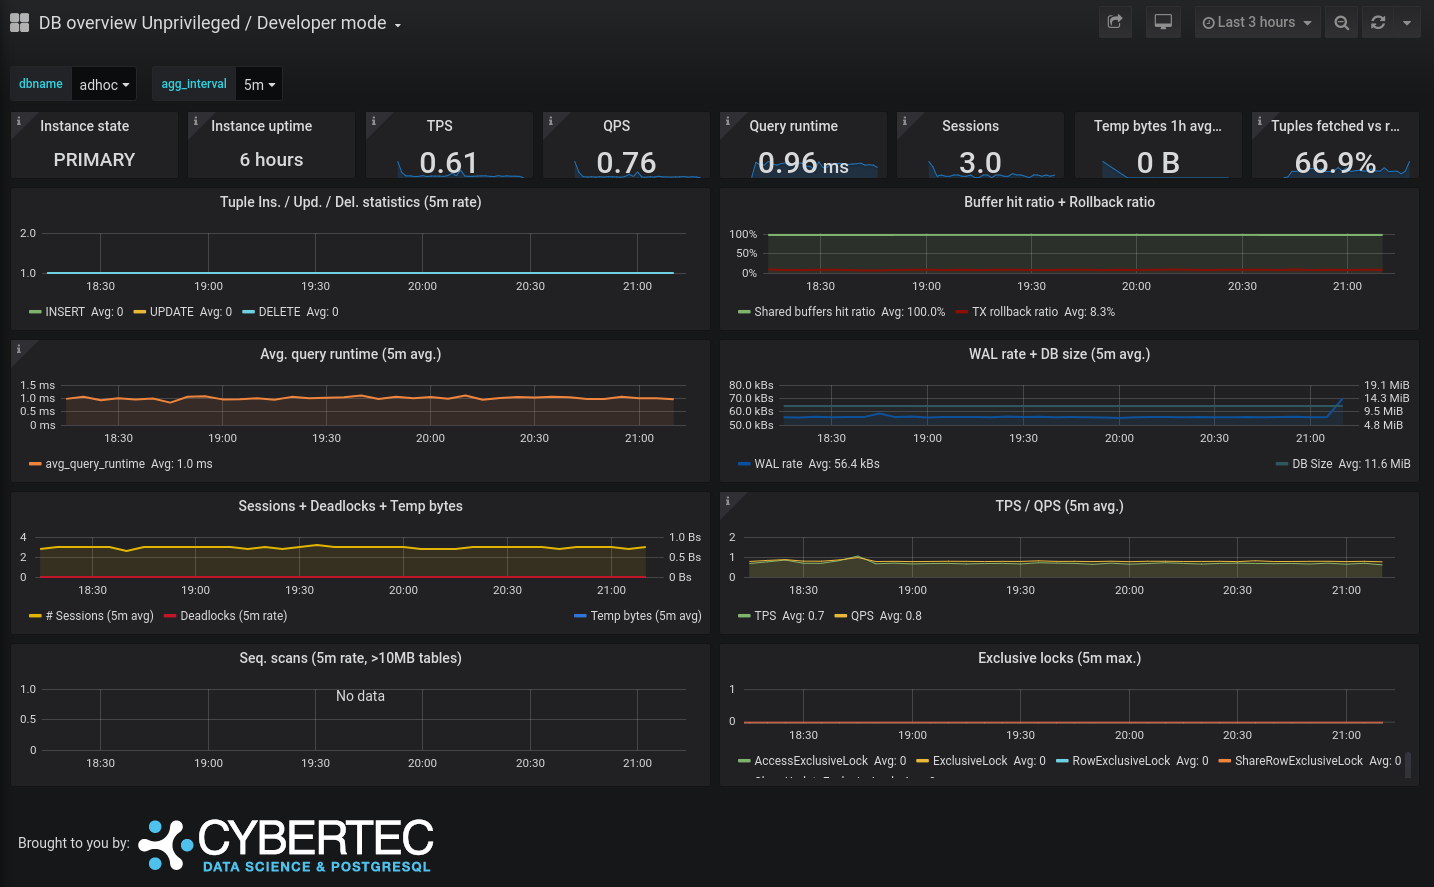 DB overview Unprivileged / Developer mode
Last 3 hours
dbname adhoc agg_interval 5m
Instance state
PRIMARY
Instance uptime
6 hours
TPS
0.61
QPS
0.76
Query runtime
0.96 ms
Sessions
3.0
Temp bytes 1h avg...
0 B
Tuples fetched vs r...
66.9%
Tuple Ins. / Upd. / Del. statistics (5m rate)
2.0
1.0
18:30 19:00 19:30 20:00 20:30 21:00
INSERT Avg: 0 UPDATE Avg: 0 DELETE Avg: 0
Buffer hit ratio + Rollback ratio
100%
50%
0%
18:30 19:00 19:30 20:00 20:30 21:00
Shared buffers hit ratio Avg: 100.0% TX rollback ratio Avg: 8.3%
Avg. query runtime (5m avg.)
1.5 ms
1.0 ms
0.5 ms
0 ms
18:30 19:00 19:30 20:00 20:30 21:00
avg_query_runtime Avg: 1.0 ms
WAL rate + DB size (5m avg.)
80.0 kBs 19.1 MiB
70.0 kBs 14.3 MiB
60.0 kBs 9.5 MiB
50.0 kBs 4.8 MiB
18:30 19:00 19:30 20:00 20:30 21:00
WAL rate Avg: 56.4 kBs DB Size Avg: 11.6 MiB
Sessions + Deadlocks + Temp bytes
4 1.0 Bs
2 0.5 Bs
0 0 Bs
18:30 19:00 19:30 20:00 20:30 21:00
# Sessions (5m avg) Deadlocks (5m rate) Temp bytes (5m avg)
TPS / QPS (5m avg.)
2
1
0
18:30 19:00 19:30 20:00 20:30 21:00
TPS Avg: 0.7 QPS Avg: 0.8
Seq. scans (5m rate, >10MB tables)
1.0
No data
0.5
0
18:30 19:00 19:30 20:00 20:30 21:00
Exclusive locks (5m max.)
1
0
18:30 19:00 19:30 20:00 20:30 21:00
AccessExclusiveLock Avg: 0 ExclusiveLock Avg: 0 RowExclusiveLock Avg: 0 ShareRowExclusiveLock Avg: 0
Brought to you by:
CYBERTEC
DATA SCIENCE & POSTGRESQL